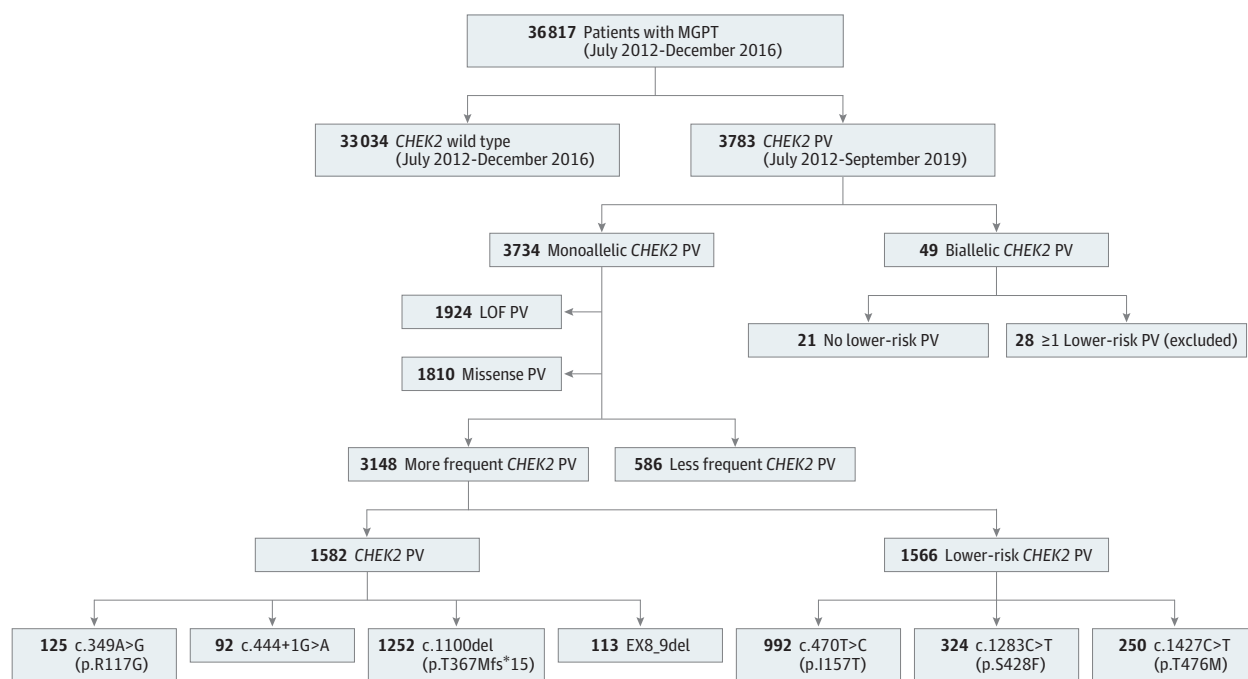 36817 Patients with MGPT
(July 2012-December 2016)
33034 CHEK2 wild type
(July 2012-December 2016)
3783 CHEK2 PV
(July 2012-September 2019)
3734 Monoallelic CHEK2 PV
49 Biallelic CHEK2 PV
1924 LOF PV
21 No lower-risk PV
28 ≥1 Lower-risk PV (excluded)
1810 Missense PV
3148 More frequent CHEK2 PV
586 Less frequent CHEK2 PV
1582 CHEK2 PV
1566 Lower-risk CHEK2 PV
125 c.349A>G
(p.R117G)
92 c.444+1G>A
1252 c.1100del
(p.T367Mfs*15)
113 EX8_9del
992 c.470T>C
(p.I157T)
324 c.1283C>T
(p.S428F)
250 c.1427C>T
(p.T476M)